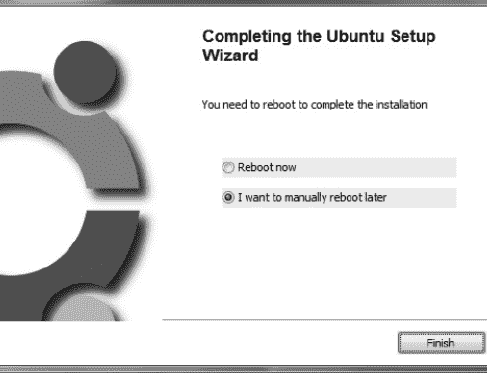 Completing the Ubuntu Setup
Wizard
You need to reboot to complete the installation
Reboot now
I want to manually reboot later
Finish